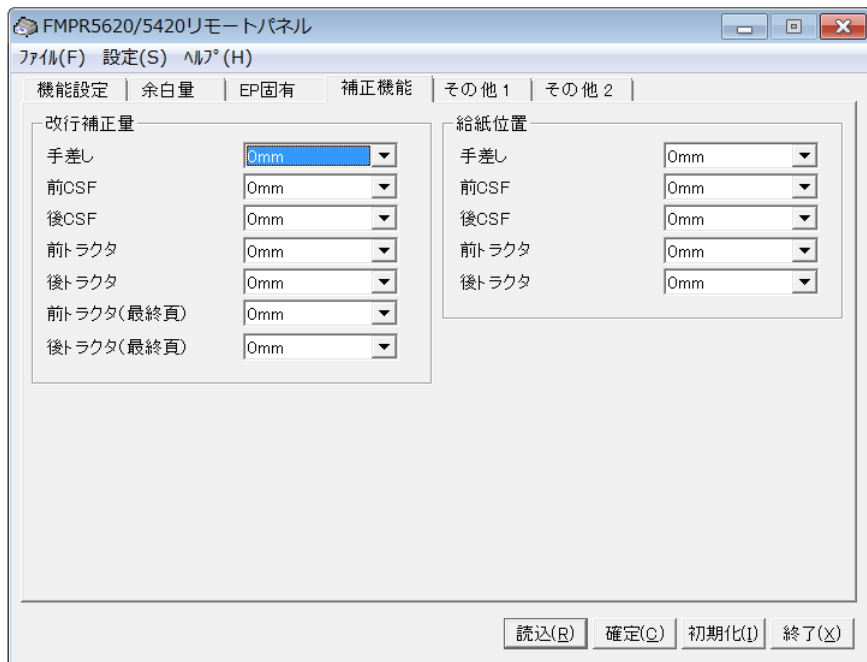 FMPR5620/5420リモートパネル
ﾌｧｲﾙ(F) 設定(S) ﾍﾙﾌﾟ(H)
機能設定 余白量 EP固有 補正機能 その他１ その他２
改行補正量
手差し 0mm
前CSF 0mm
後CSF 0mm
前トラクタ 0mm
後トラクタ 0mm
前トラクタ(最終頁) 0mm
後トラクタ(最終頁) 0mm
給紙位置
手差し 0mm
前CSF 0mm
後CSF 0mm
前トラクタ 0mm
後トラクタ 0mm
読込(R) 確定(C) 初期化(I) 終了(X)